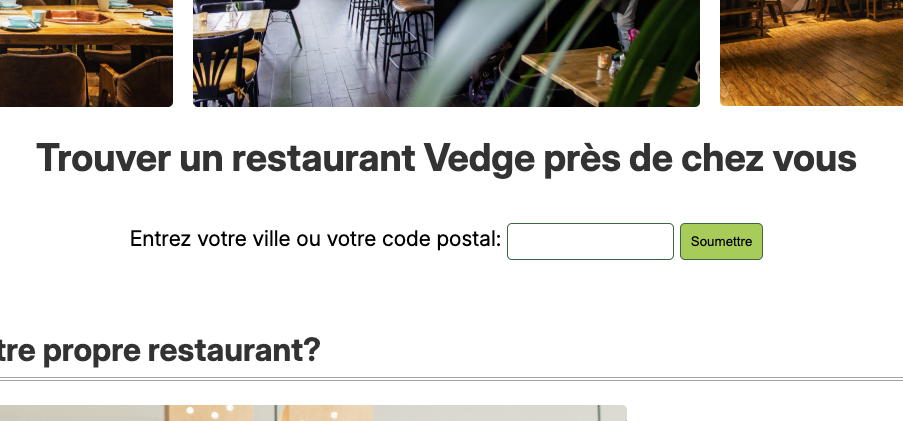 Trouver un restaurant Vedge près de chez vous
Entrez votre ville ou votre code postal:
Soumettre
tre propre restaurant?